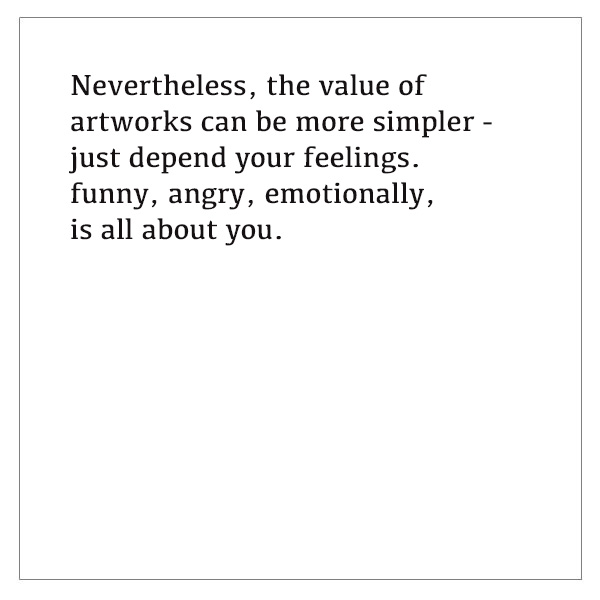 Nevertheless, the value of
artworks can be more simpler -
just depend your feelings.
funny, angry, emotionally,
is all about you.